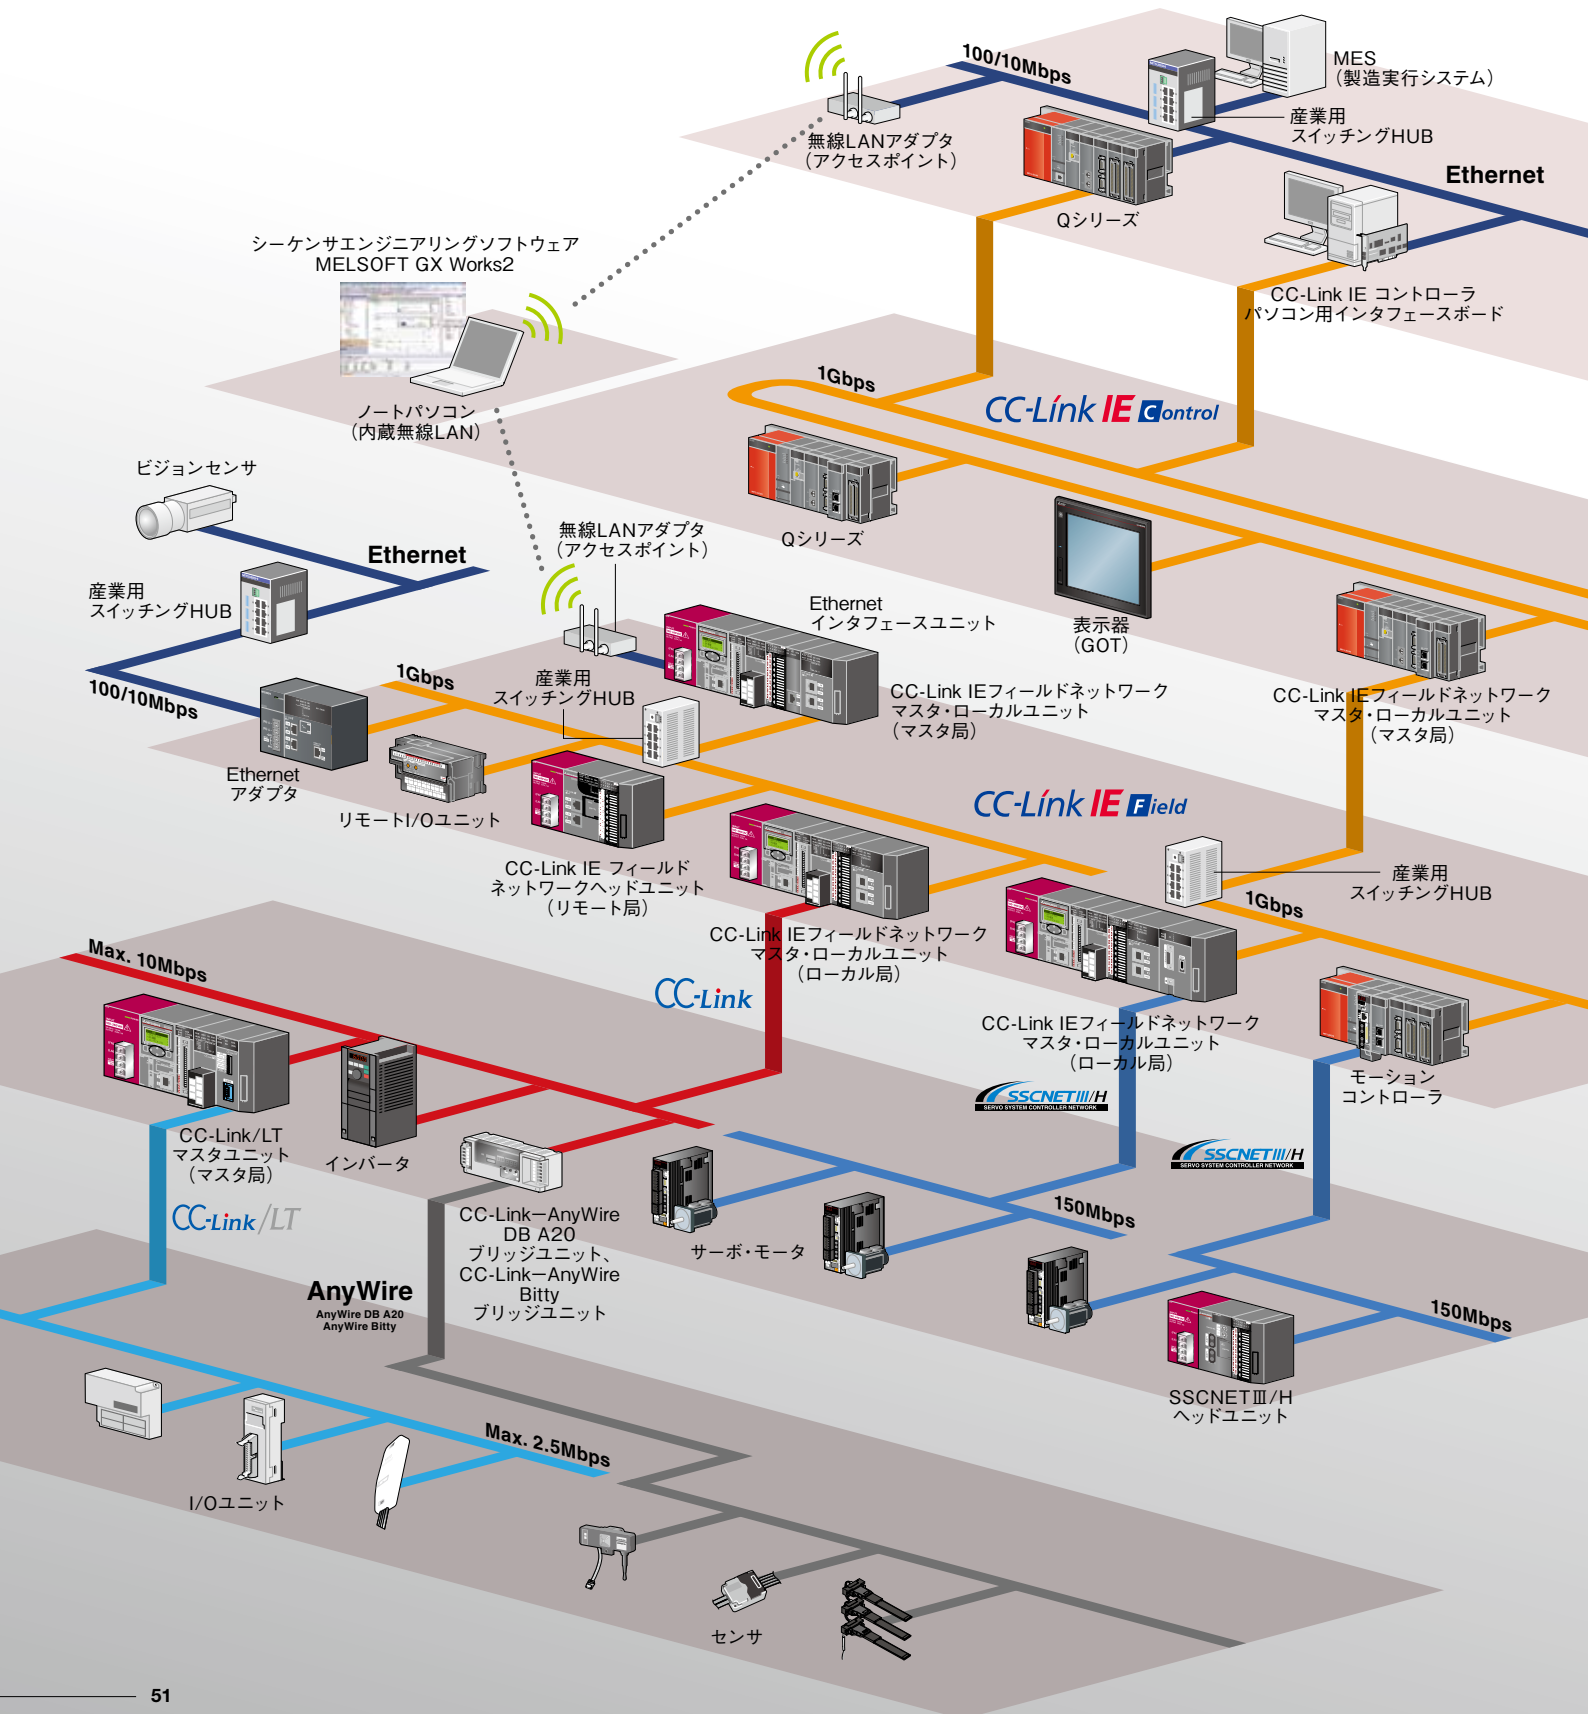 100/10Mbps
MES
（製造実行システム）
産業用
スイッチングHUB
無線LANアダプタ
（アクセスポイント）
Ethernet
Qシリーズ
シーケンサエンジニアリングソフトウェア
MELSOFT GX Works2
CC-Link IE コントローラ
パソコン用インタフェースボード
1Gbps
CC-Link IE Control
ノートパソコン
（内蔵無線LAN）
ビジョンセンサ
Qシリーズ
無線LANアダプタ
（アクセスポイント）
Ethernet
産業用
スイッチングHUB
Ethernet
インタフェースユニット
表示器
（GOT）
1Gbps
産業用
スイッチングHUB
100/10Mbps
CC-Link IEフィールドネットワーク
マスタ・ローカルユニット
（マスタ局）
CC-Link IEフィールドネットワーク
マスタ・ローカルユニット
（マスタ局）
Ethernet
アダプタ
リモートI/Oユニット
CC-Link IE Field
CC-Link IE フィールド
ネットワークヘッドユニット
（リモート局）
産業用
スイッチングHUB
1Gbps
CC-Link IEフィールドネットワーク
マスタ・ローカルユニット
（ローカル局）
Max. 10Mbps
CC-Link
CC-Link IEフィールドネットワーク
マスタ・ローカルユニット
（ローカル局）
モーション
コントローラ
SSCNETⅢ/H
SERVO SYSTEM CONTROLLER NETWORK
SSCNETⅢ/H
SERVO SYSTEM CONTROLLER NETWORK
CC-Link/LT
マスタユニット
（マスタ局）
インバータ
CC-Link/LT
CC-Link－AnyWire
DB A20
ブリッジユニット、
CC-Link－AnyWire
Bitty
ブリッジユニット
サーボ・モータ
150Mbps
AnyWire
AnyWire DB A20
AnyWire Bitty
150Mbps
SSCNETⅢ/H
ヘッドユニット
Max. 2.5Mbps
I/Oユニット
センサ
51